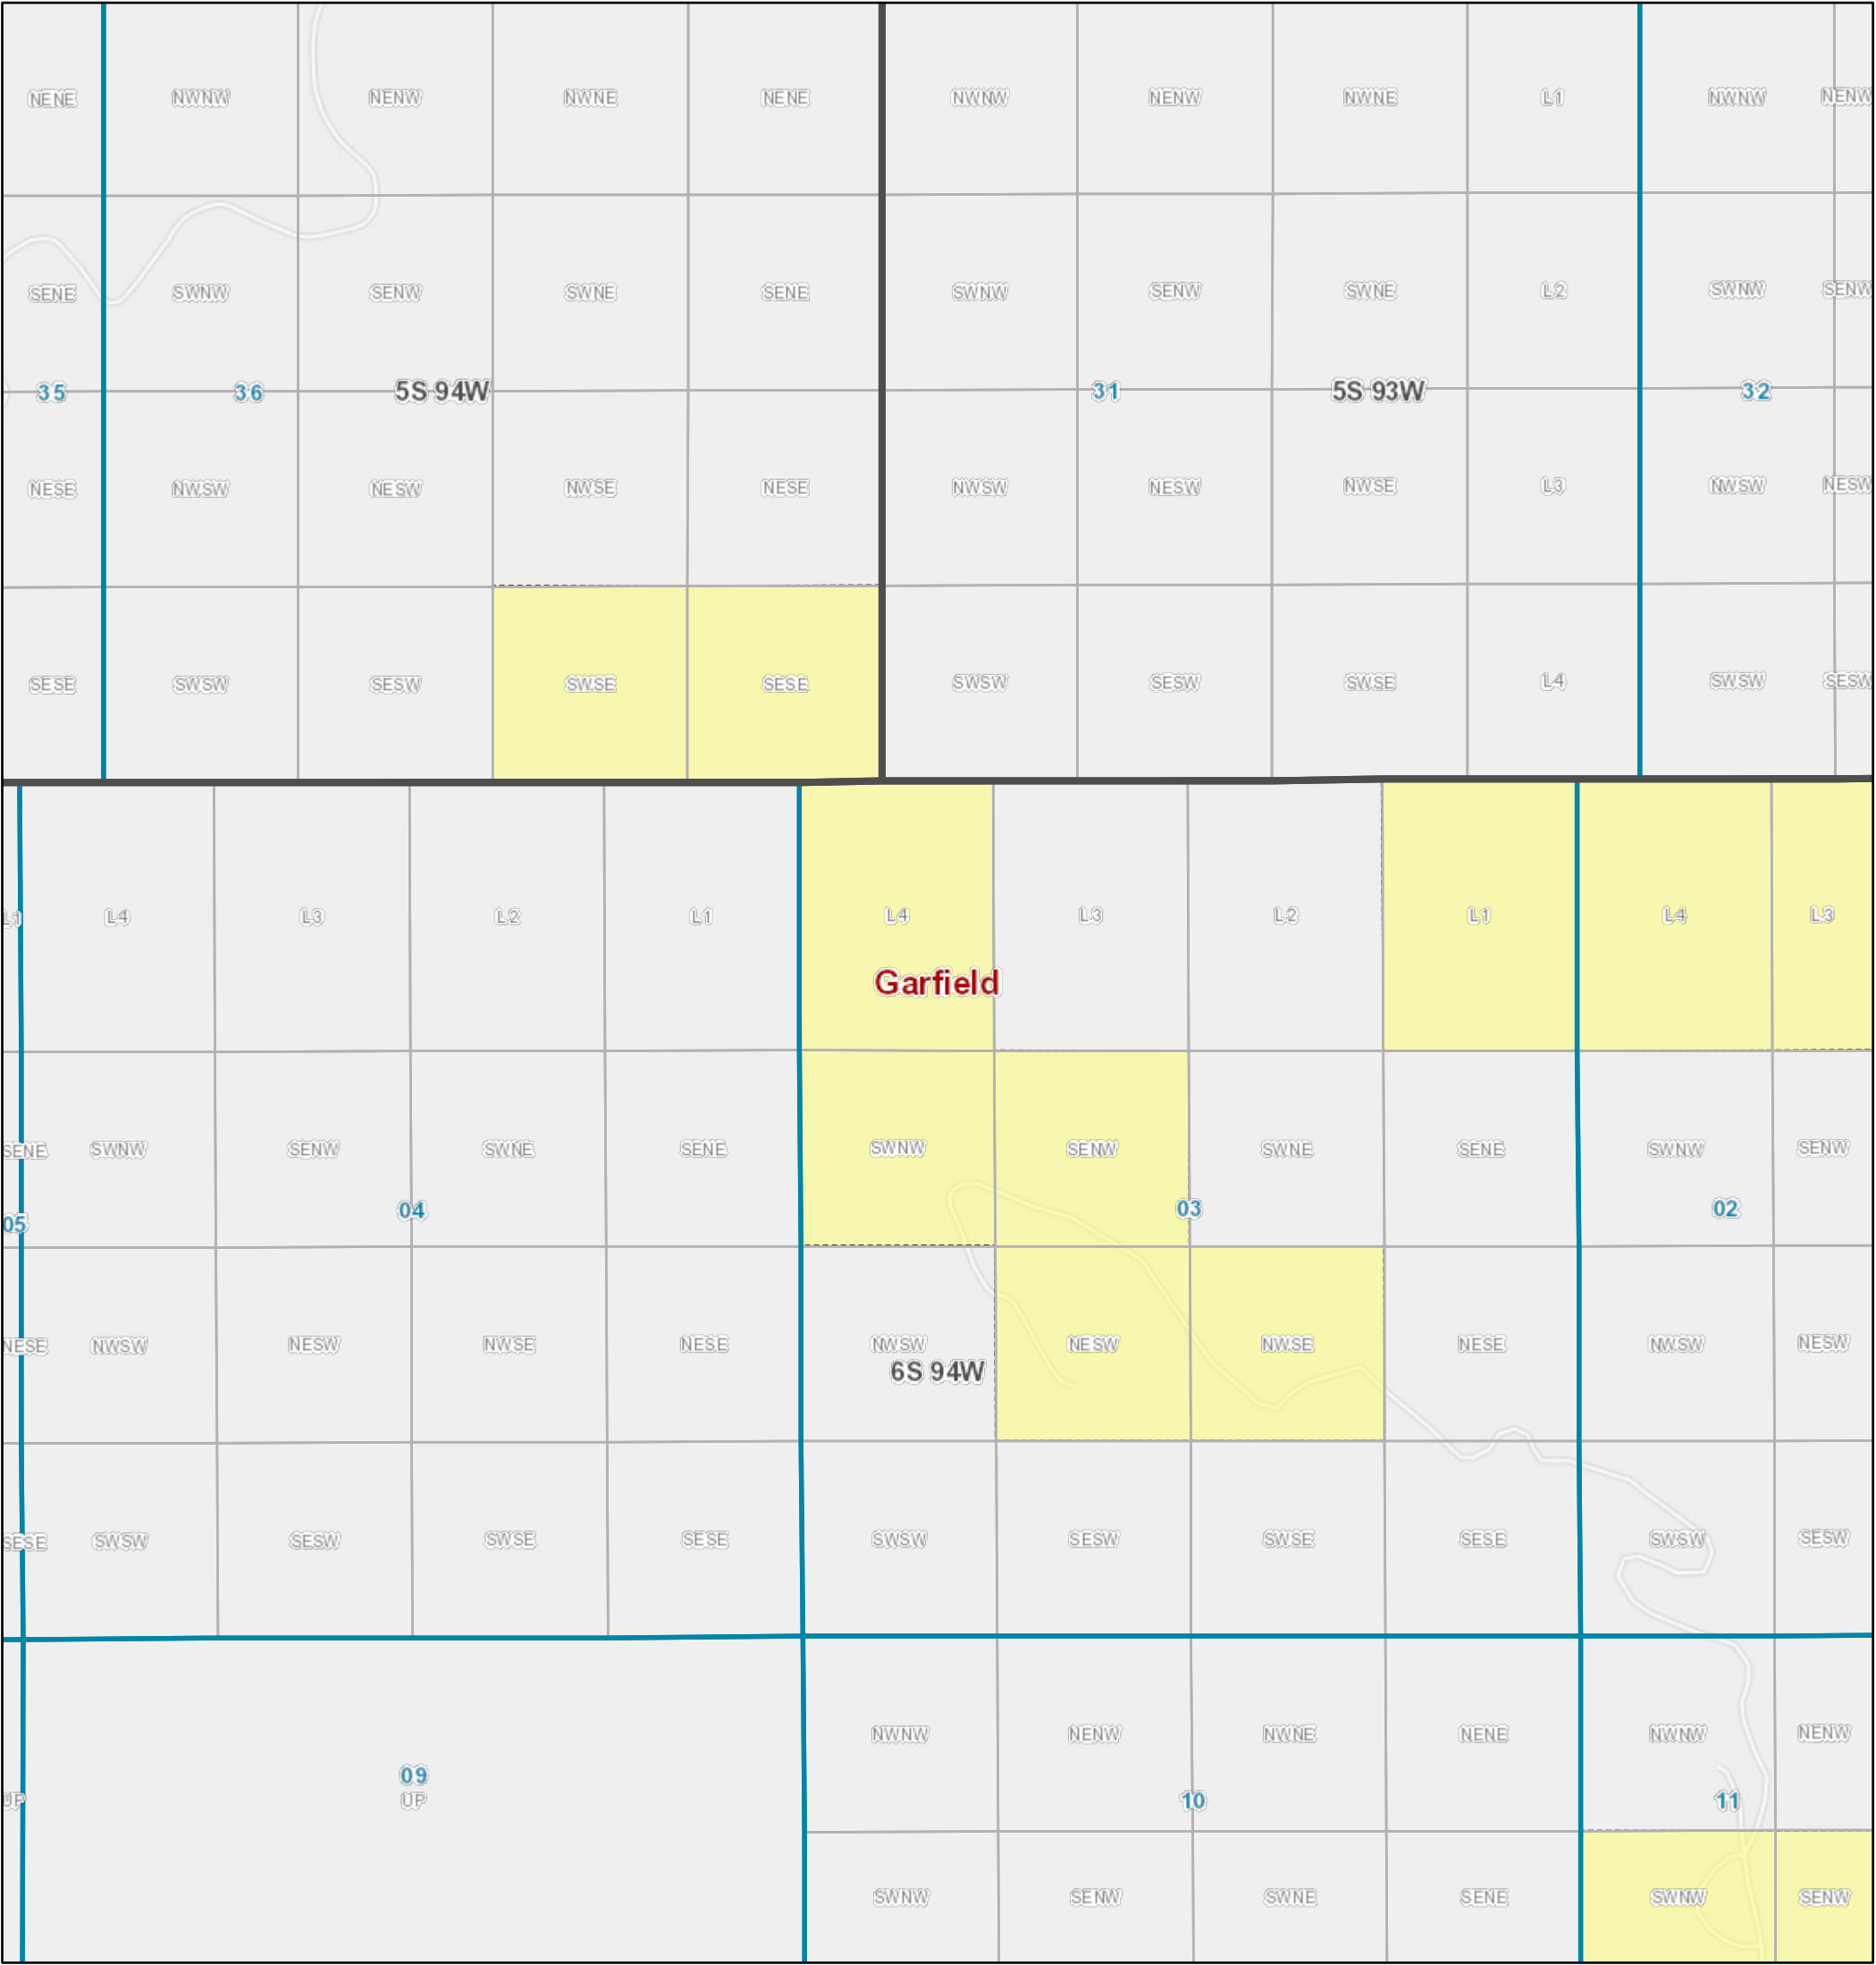 NENE NWNW NENW NWNE NENE NWNW NENW NWNE L1 NWNW NENW
SENE SWNW SENW SWNE SENE SWNW SENW SWNE L2 SWNW SENW
35 36 5S 94W 31 5S 93W 32
NESE NWSW NESW NWSE NESE NWSW NESW NWSE L3 NWSW NESW
SESE SWSW SESW SWSE SESE SWSW SESW SWSE L4 SWSW SESW
L1 L4 L3 L2 L1 L4 L3 L2 L1 L4 L3
Garfield
SENE SWNW SENW SWNE SENE SWNW SENW SWNE SENE SWNW SENW
05 04 03 02
NESE NWSW NESW NWSE NESE NWSW NESW NWSE NESE NWSW NESW
6S 94W
SESE SWSW SESW SWSE SESE SWSW SESW SWSE SESE SWSW SESW
NWNW NENW NWNE NENE NWNW NENW
09
UP UP 10 11
SWNW SENW SWNE SENE SWNW SENW